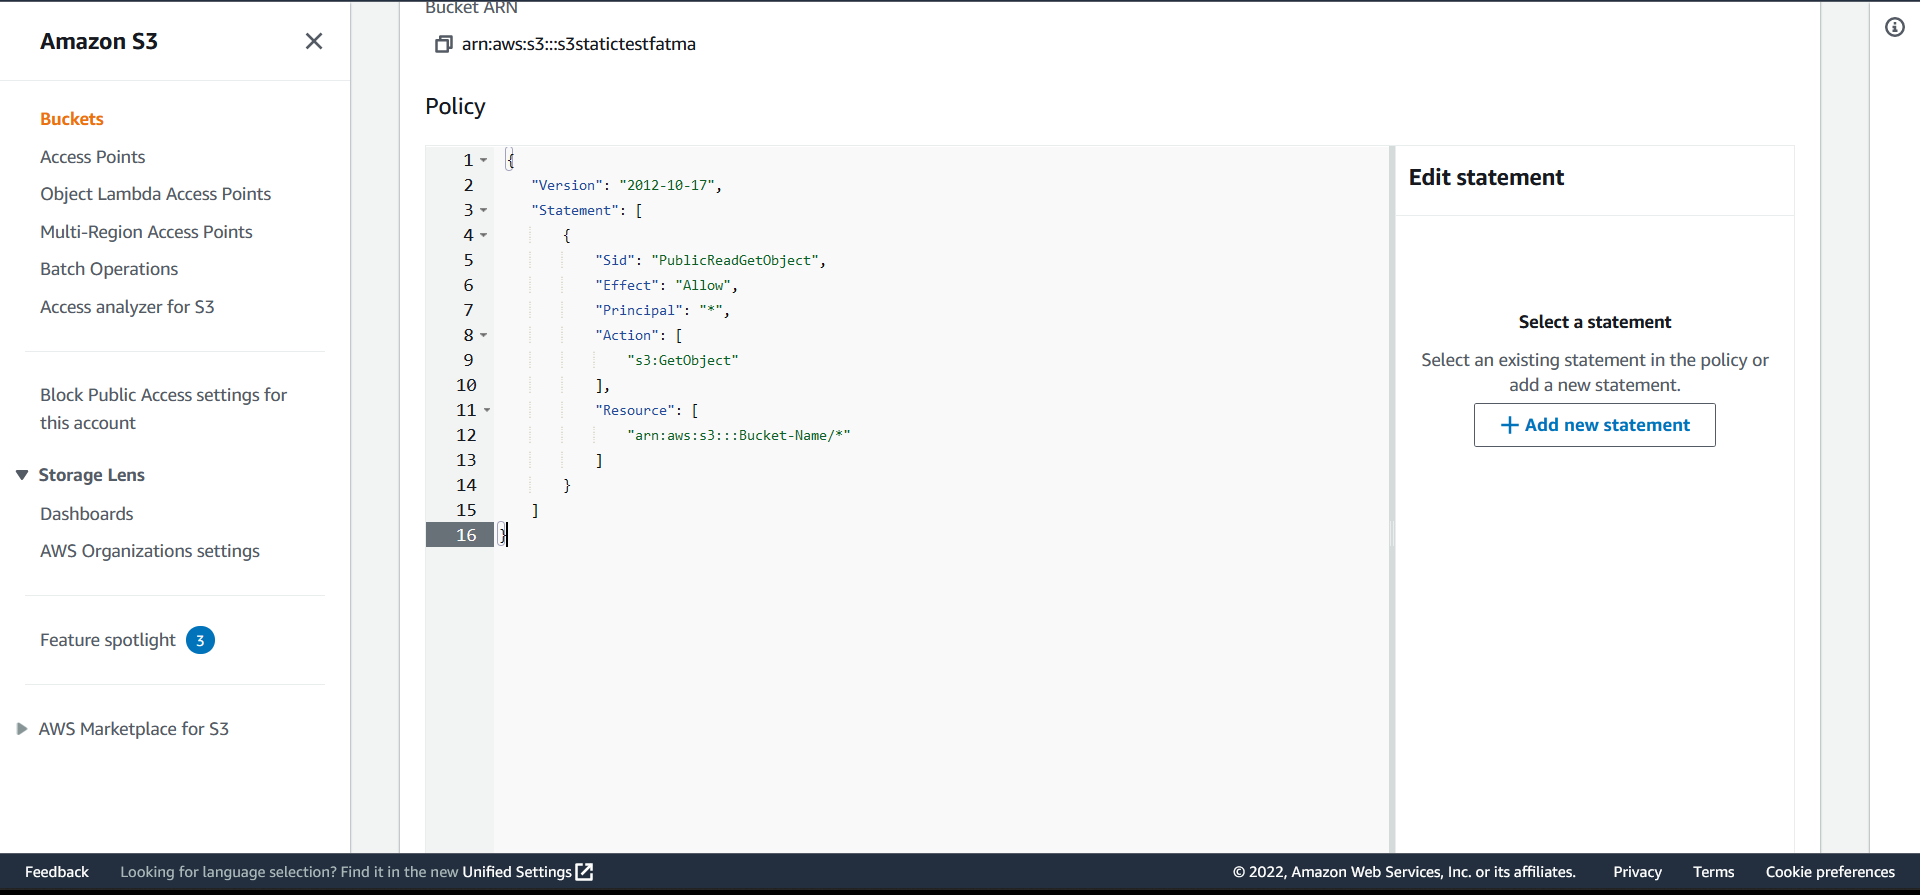 Amazon S3
Buckets
Access Points
Object Lambda Access Points
Multi-Region Access Points
Batch Operations
Access analyzer for S3
Block Public Access settings for
this account
Storage Lens
Dashboards
AWS Organizations settings
Feature spotlight 3
AWS Marketplace for S3
Bucket ARN
arn:aws:s3:::s3statictestfatma
Policy
1 {
2 "Version": "2012-10-17",
3 "Statement": [
4 {
5 "Sid": "PublicReadGetObject",
6 "Effect": "Allow",
7 "Principal": "*",
8 "Action": [
9 "s3:GetObject"
10 ],
11 "Resource": [
12 "arn:aws:s3:::Bucket-Name/*"
13 ]
14 }
15 ]
16 }
Edit statement
Select a statement
Select an existing statement in the policy or
add a new statement.
+ Add new statement
Feedback Looking for language selection? Find it in the new Unified Settings © 2022, Amazon Web Services, Inc. or its affiliates. Privacy Terms Cookie preferences